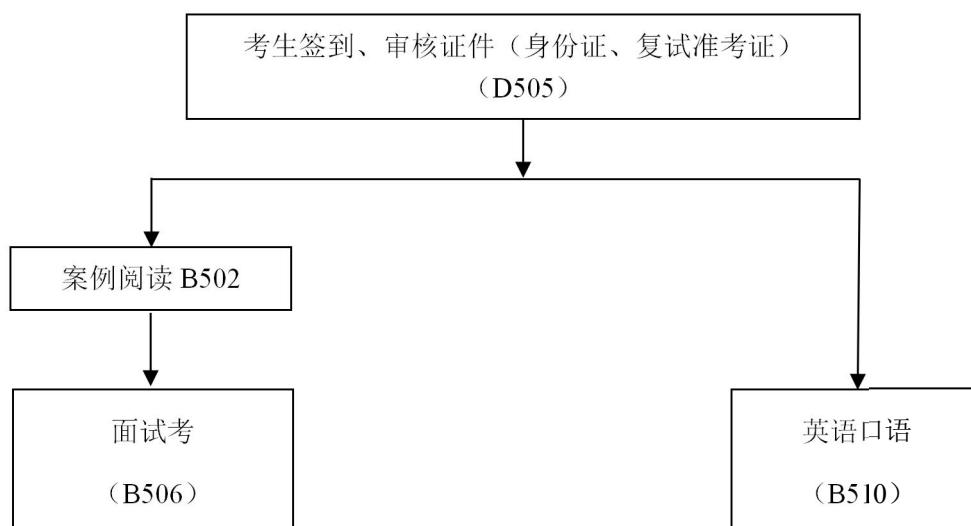 考生签到、审核证件（身份证、复试准考证）
（D505）
案例阅读 B502
面试考
（B506）
英语口语
（B510）